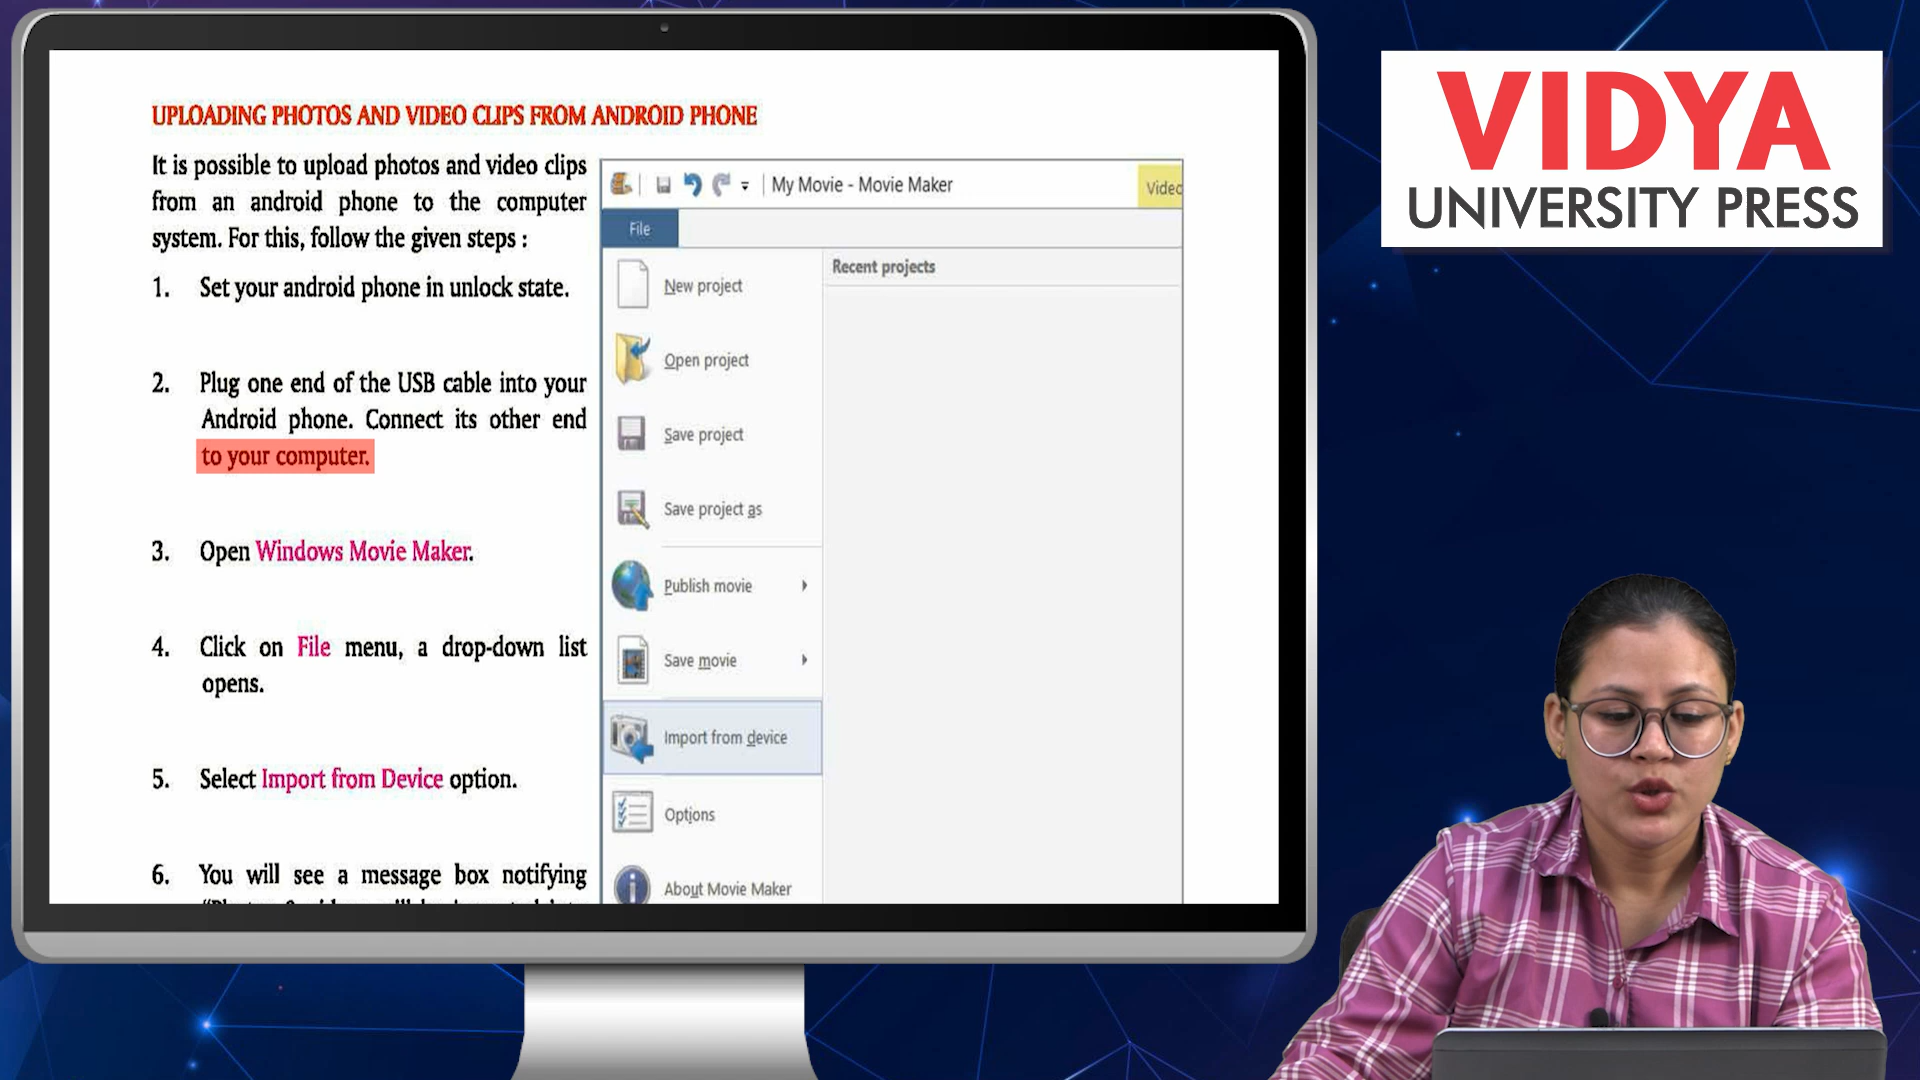 UPLOADING PHOTOS AND VIDEO CLIPS FROM ANDROID PHONE
It is possible to upload photos and video clips
from an android phone to the computer
system. For this, follow the given steps :
1. Set your android phone in unlock state.
2. Plug one end of the USB cable into your
Android phone. Connect its other end
to your computer.
3. Open Windows Movie Maker.
4. Click on File menu, a drop-down list
opens.
5. Select Import from Device option.
6. You will see a message box notifying
My Movie - Movie Maker
Video
File
Recent projects
New project
Open project
Save project
Save project as
Publish movie
Save movie
Import from device
Options
About Movie Maker
VIDYA
UNIVERSITY PRESS